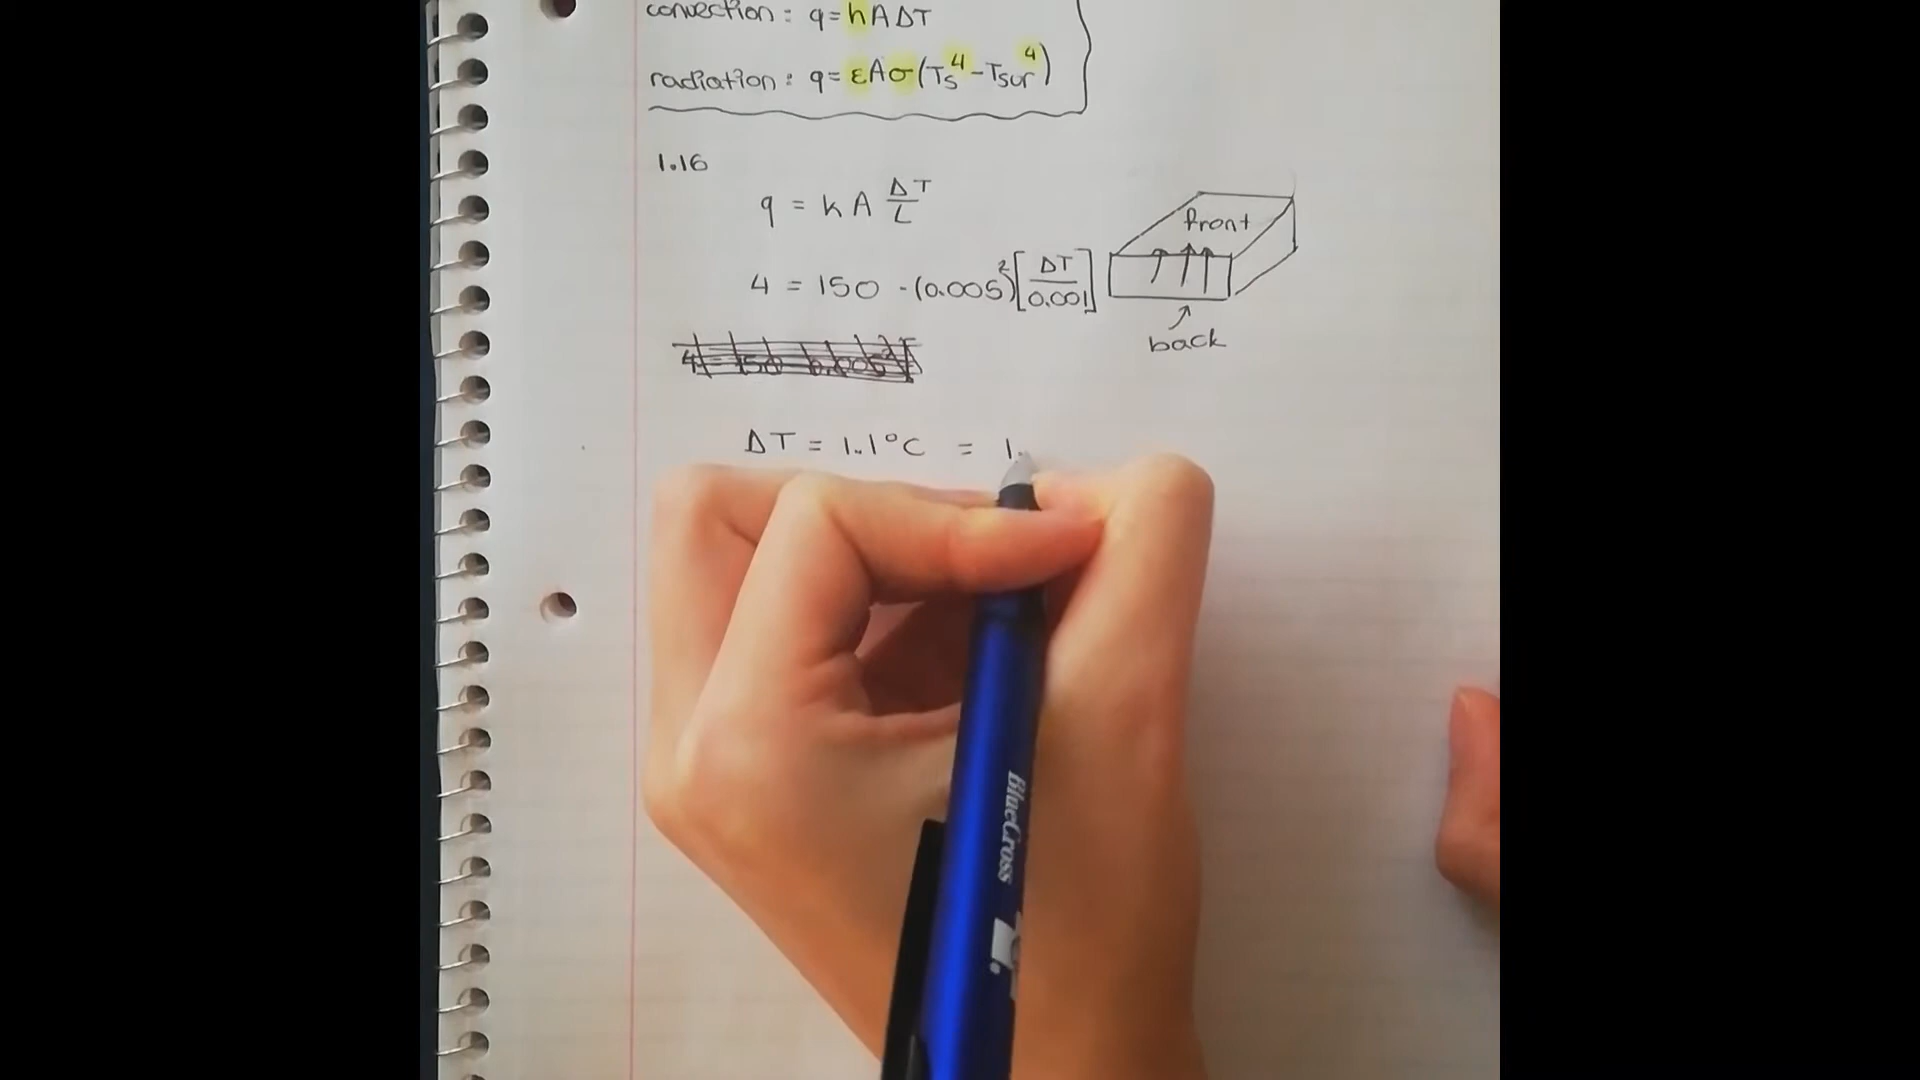 convection: q=hAΔT
radiation: q=εAσ(Ts⁴-Tsur⁴)
1.16
q = kA ΔT/L
front
4 = 150 · (0.005)²[ΔT/0.001]
back
ΔT = 1.1°C = 1.
BlueCross